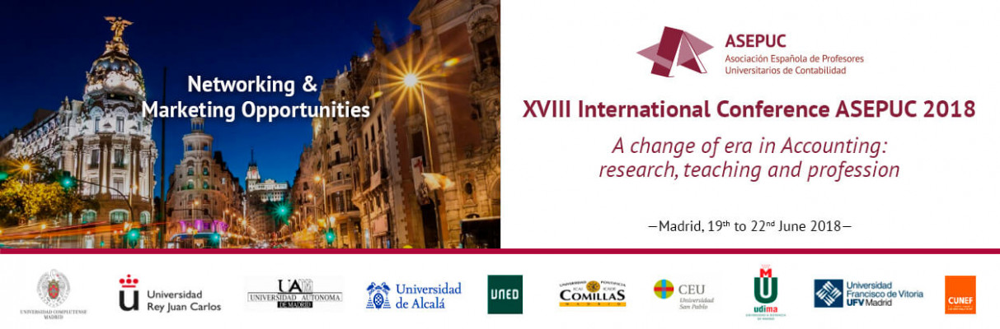 Networking &
Marketing Opportunities
ASEPUC
Asociación Española de Profesores
Universitarios de Contabilidad
XVIII International Conference ASEPUC 2018
A change of era in Accounting:
research, teaching and profession
—Madrid, 19th to 22nd June 2018—
UNIVERSIDAD COMPLUTENSE
MADRID
Universidad
Rey Juan Carlos
UA
UNIVERSIDAD AUTONOMA
DE MADRID
Universidad
de Alcalá
UNED
UNIVERSIDAD PONTIFICIA
ICAI ICADE
COMILLAS
CEU
Universidad
San Pablo
udima
Universidad
Francisco de Vitoria
UFV Madrid
CUNEF